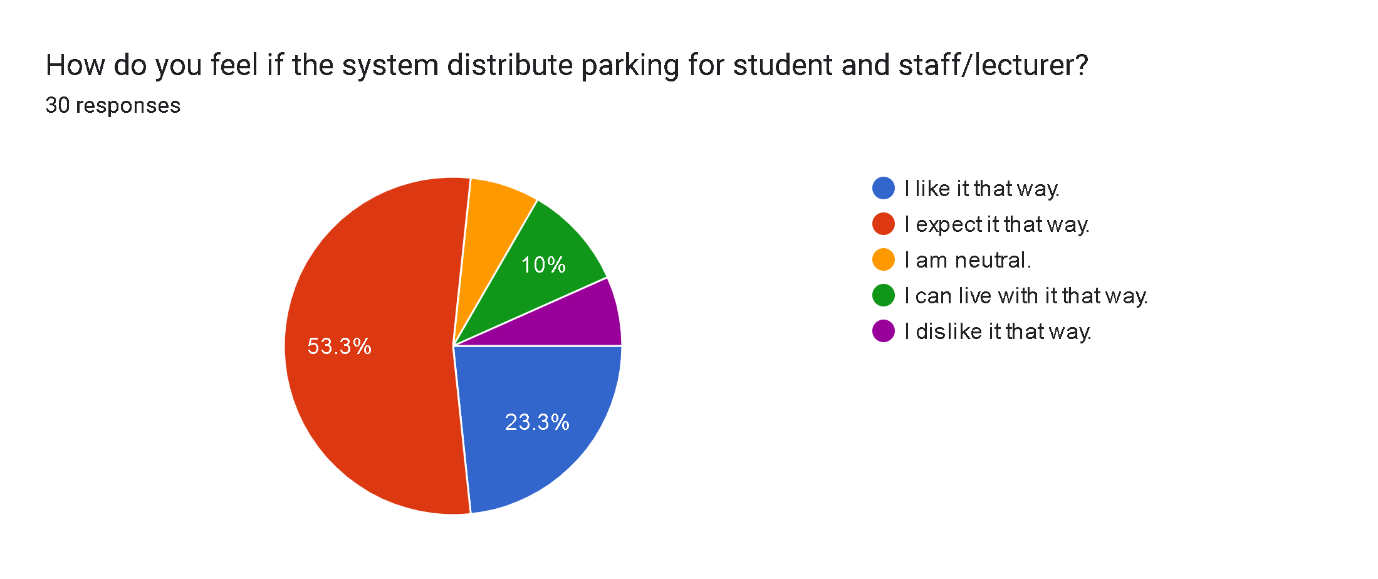 How do you feel if the system distribute parking for student and staff/lecturer?
30 responses
I like it that way.
I expect it that way.
I am neutral.
I can live with it that way.
I dislike it that way.
10%
53.3%
23.3%